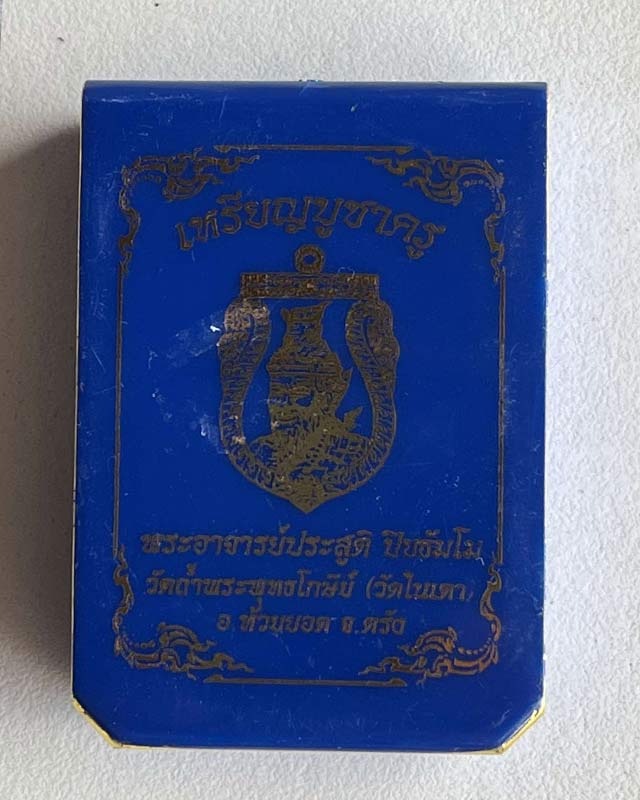 เหรียญบูชาครู
พระอาจารย์ประสูติ ปิยธัมโม
วัดถ้ำพระพุทธโกษีย์ (วัดในเตา)
อ.ห้วยยอด จ.ตรัง